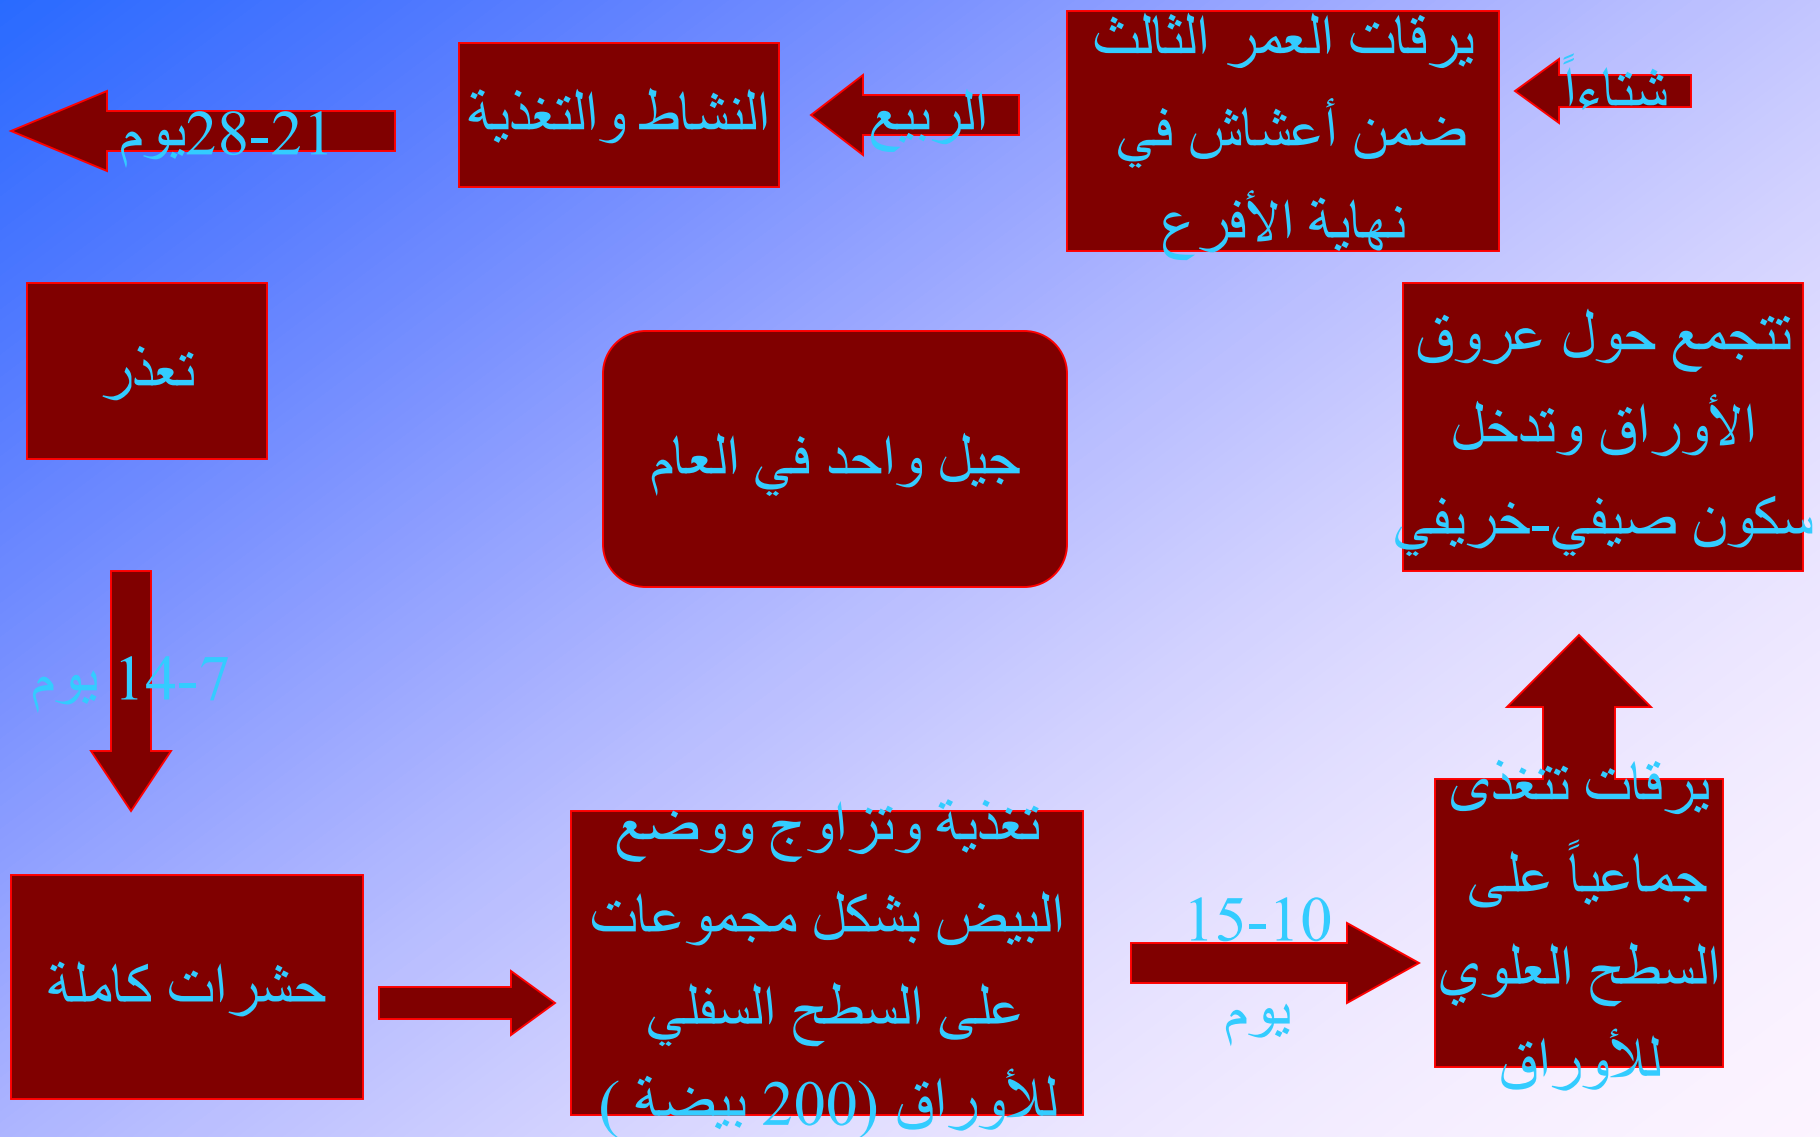 شتاءاً
يرقات العمر الثالث
ضمن أعشاش في
نهاية الأفرع
الربيع
النشاط والتغذية
28-21يوم
تعذر
14-7 يوم
حشرات كاملة
تغذية وتزاوج ووضع
البيض بشكل مجموعات
على السطح السفلي
للأوراق (200 بيضة )
15-10
يوم
يرقات تتغذى
جماعياً على
السطح العلوي
للأوراق
تتجمع حول عروق
الأوراق وتدخل
سكون صيفي-خريفي
جيل واحد في العام